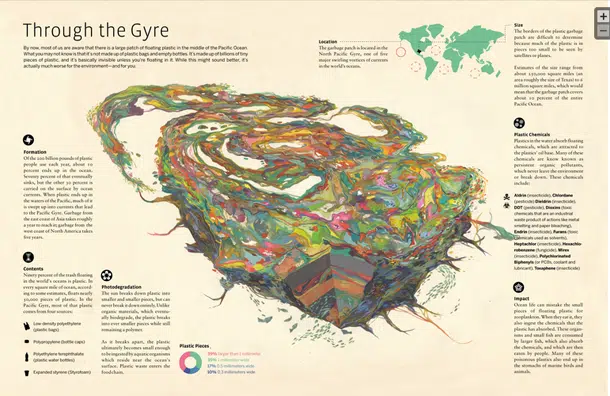 Through the Gyre
By now, most of us are aware that there is a large patch of floating plastic in the middle of the Pacific Ocean.
What you may not know is that it's not made up of plastic bags and empty bottles. It's made up of billions of tiny
pieces of plastic, and it's basically invisible unless you're floating in it. While this might sound better, it's
actually much worse for the environment—and for you.
Location
The garbage patch is located in the
North Pacific Gyre, one of five
major swirling vortexes of currents
in the world's oceans.
Size
The borders of the plastic garbage
patch are difficult to determine
because much of the plastic is in
pieces too small to be seen by
satellites or planes.
Estimates of the size range from
about square miles (an
area roughly the size of Texas) to 6
million square miles, which would
mean that the garbage patch covers
about 10 percent of the entire
Pacific Ocean.
Formation
Of the billion pounds of plastic
people use each year, about 10
percent ends up in the ocean.
Seventy percent of that eventually
sinks, but the other 30 percent is
carried on the surface by ocean
currents. When plastic ends up in
the waters of the Pacific, much of it
is swept up into currents that lead
to the Pacific Gyre. Garbage from
the east coast of Asia takes roughly
a year to reach it; garbage from the
west coast of North America takes
five years.
Plastic Chemicals
Plastics in the water absorb floating
chemicals, which are attracted to
the plastics' oil base. Many of these
chemicals are know known as
persistent organic pollutants,
which never leave the environment
or break down. These chemicals
include:
Aldrin (insecticide), Chlordane
(pesticide) Dieldrin (insecticide),
DDT (pesticide), Dioxins (toxic
chemicals that are an industrial
waste product of actions like metal
smelting and paper bleaching),
Endrin (insecticide), Furans (toxic
chemicals used as solvents),
Heptachlor (insecticide), Hexachlo-
robenzene (fungicide), Mirex
(insecticide), Polychlorinated
Biphenyls (or PCBs, coolant and
lubricant), Toxaphene (insecticide)
Contents
Ninety percent of the trash floating
in the world's oceans is plastic. In
every square mile of ocean, accord-
ing to some estimates, floats nearly
pieces of plastic. In the
Pacific, most of that plastic
comes from four sources:
Low-density polyethylene
(plastic bags)
Polypropylene (bottle caps)
Polyethylene terephthalate
(plastic water bottles)
Expanded styrene (Styrofoam)
Photodegradation
The sun breaks down plastic into
smaller and smaller pieces, but can
never break it down entirely. Unlike
organic materials, which event-
ually biodegrade, the plastic breaks
into ever smaller pieces while still
remaining a polymer.
As it breaks apart, the plastic
ultimately becomes small enough
to be ingested by aquatic organisms
which reside near the ocean's
surface. Plastic waste enters the
foodchain.
Plastic Pieces
larger than
wide
17% 0.5 millimeters wide
10% 0.3 millimeters wide
Impact
Ocean life can mistake the small
pieces of floating plastic for
zooplankton. When they eat it, they
also ingest the chemicals that the
plastic has absorbed. These organ-
isms and small fish are consumed
by larger fish, which also absorb
the chemicals, and which are then
eaten by people. Many of these
poisonous plastics also end up in
the stomachs of marine birds and
animals.